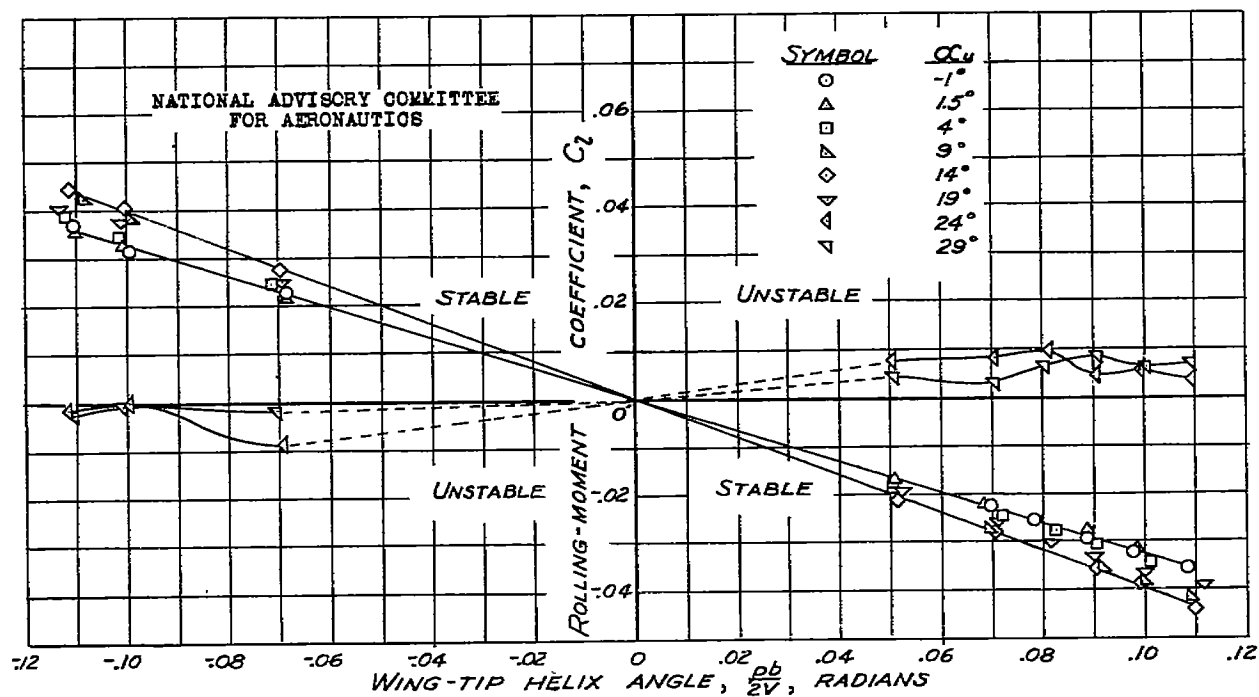 SYMBOL αu
-1°
1.5°
4°
9°
14°
19°
24°
29°
NATIONAL ADVISORY COMMITTEE
FOR AERONAUTICS
.06
.04
.02
0
-.02
-.04
ROLLING-MOMENT COEFFICIENT, Cl
STABLE
UNSTABLE
UNSTABLE
STABLE
-.12 -.10 -.08 -.06 -.04 -.02 0 .02 .04 .06 .08 .10 .12
WING-TIP HELIX ANGLE, pb/2V, RADIANS